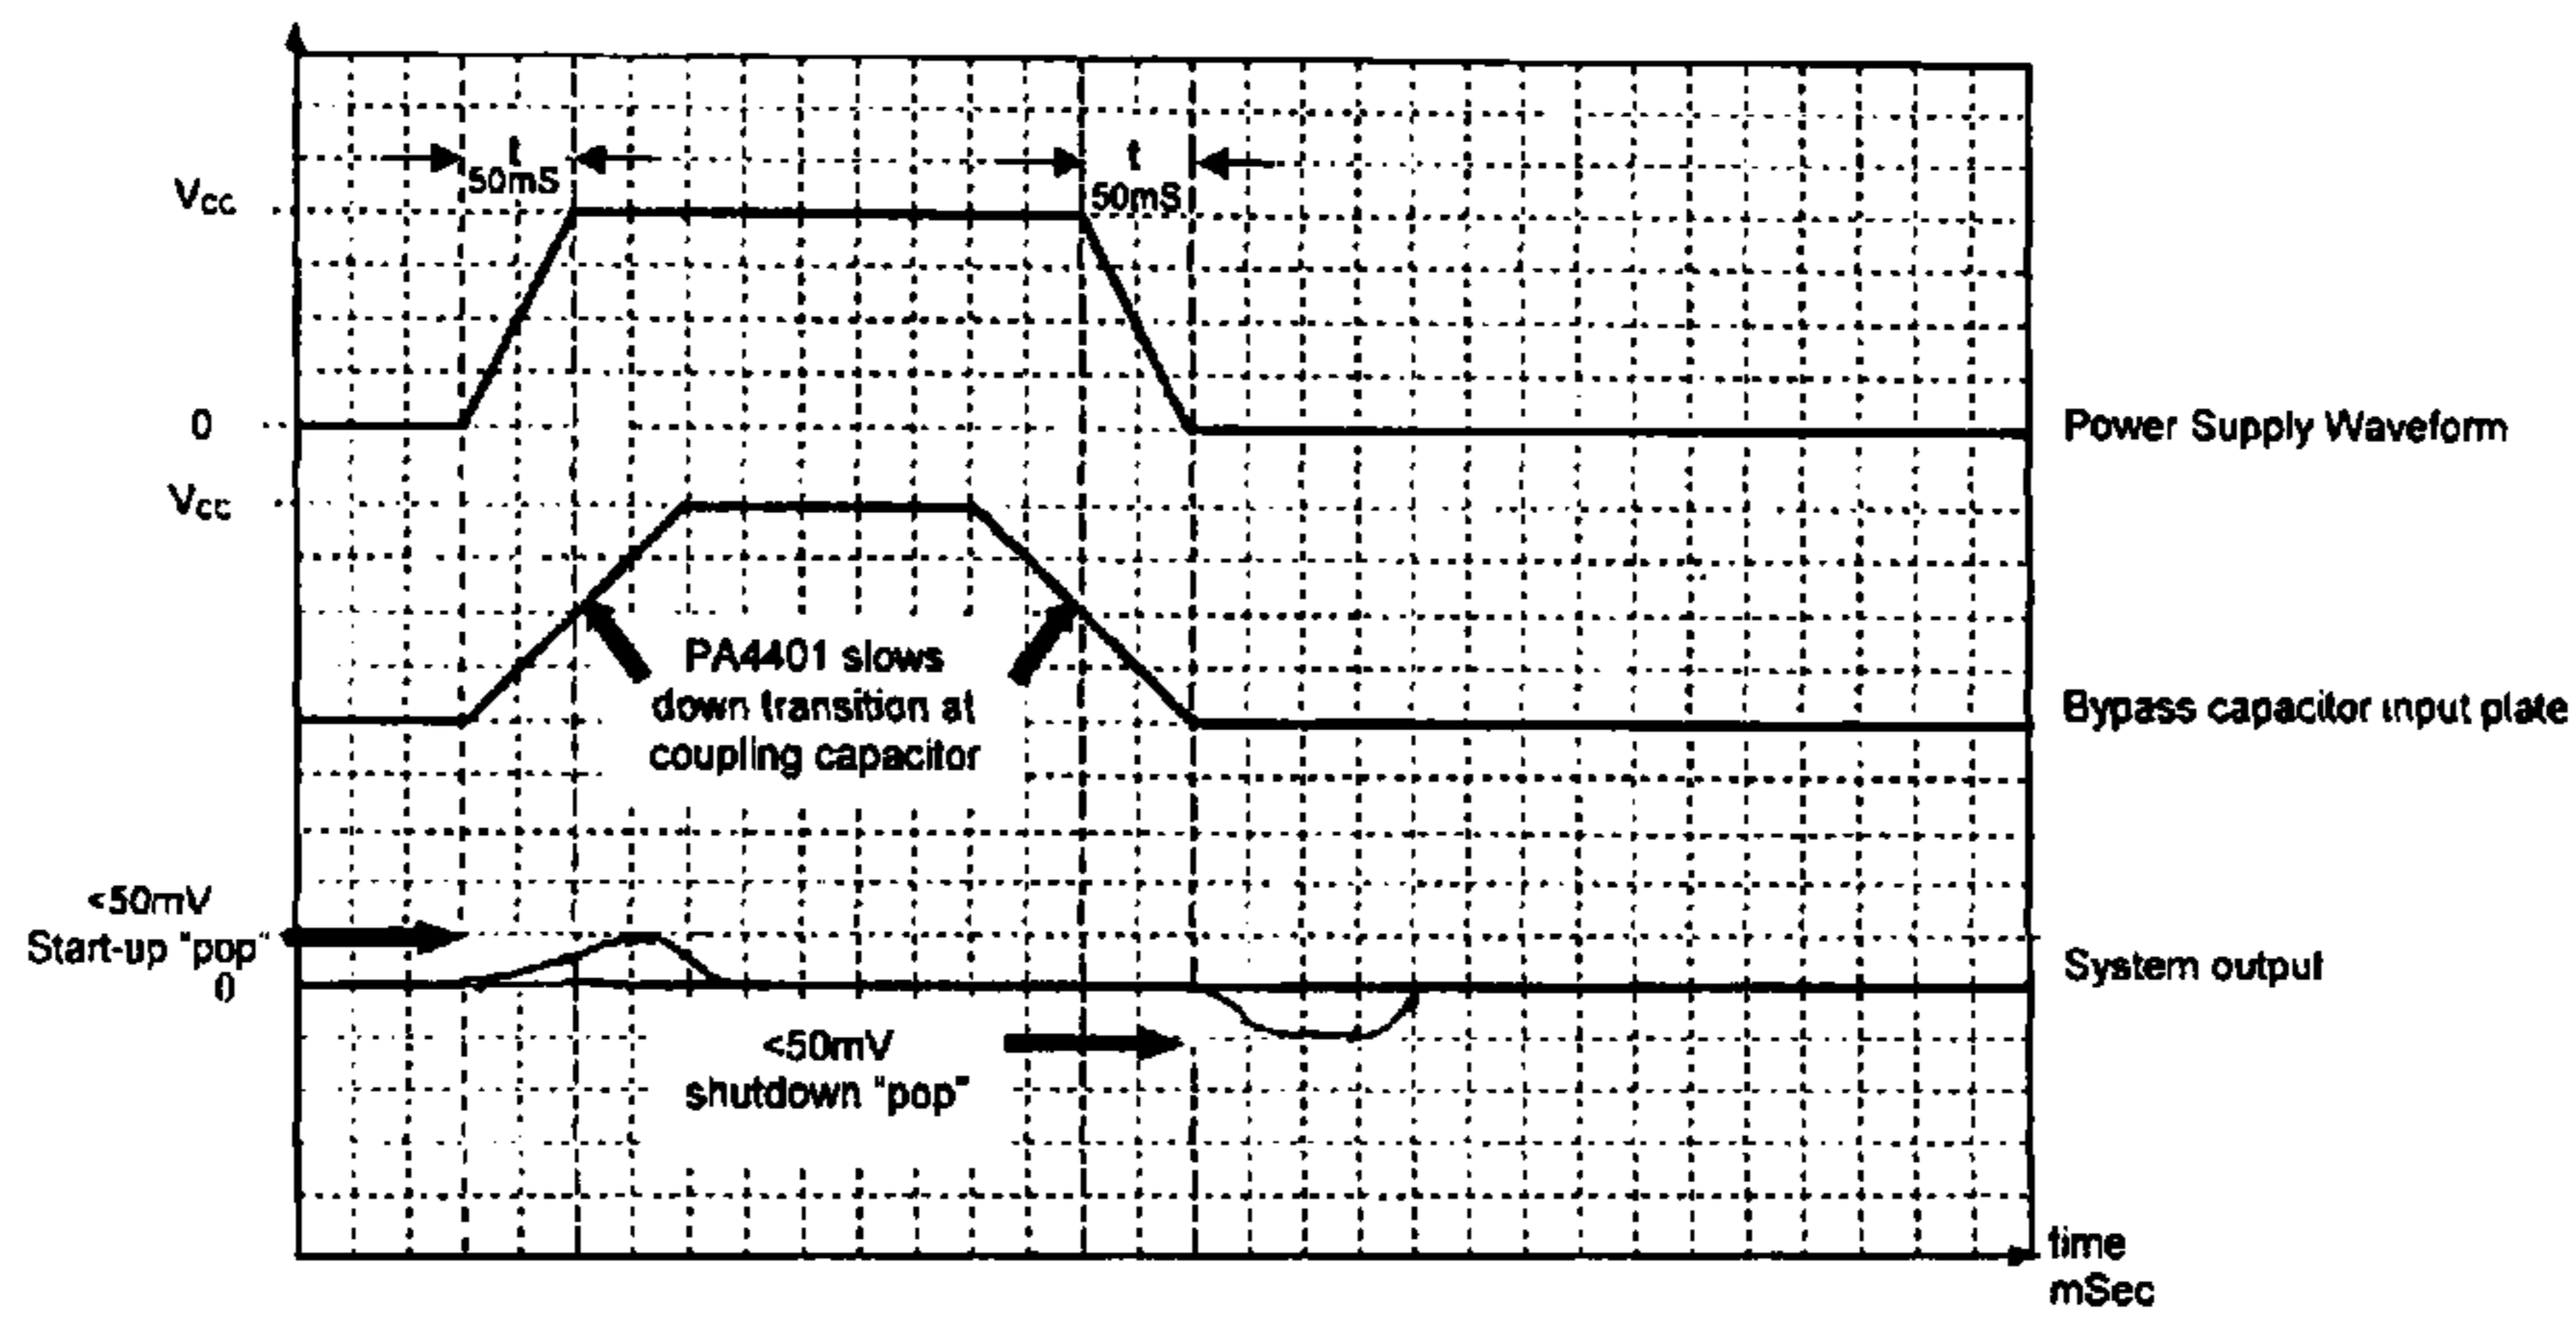 t
50mS
t
50mS
Vcc
0
Power Supply Waveform
Vcc
PA4401 slows
down transition at
coupling capacitor
Bypass capacitor input plate
<50mV
Start-up "pop"
0
System output
<50mV
shutdown "pop"
time
mSec